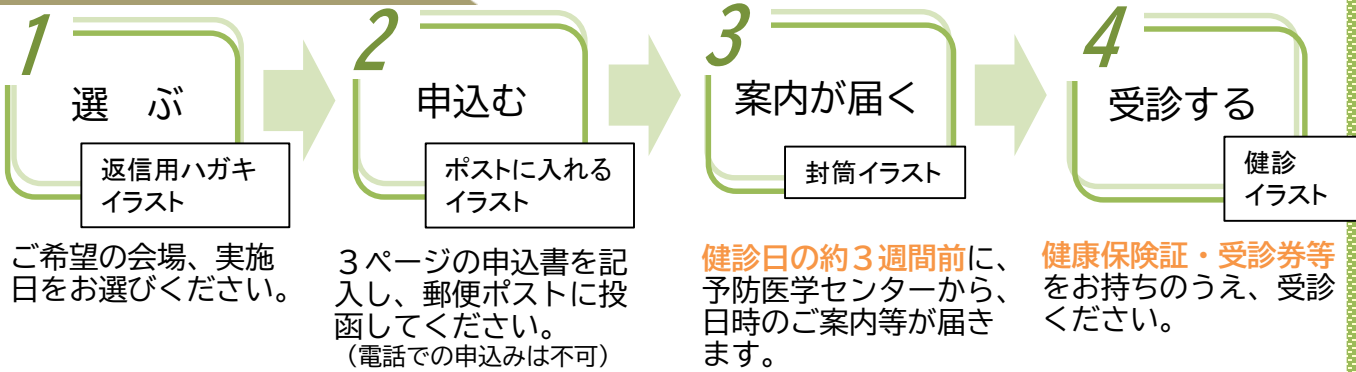 1
選 ぶ
返信用ハガキ
イラスト
ご希望の会場、実施
日をお選びください。
2
申込む
ポストに入れる
イラスト
３ページの申込書を記
入し、郵便ポストに投
函してください。
（電話での申込みは不可）
3
案内が届く
封筒イラスト
健診日の約３週間前に、
予防医学センターから、
日時のご案内等が届き
ます。
4
受診する
健診
イラスト
健康保険証・受診券等
をお持ちのうえ、受診
ください。